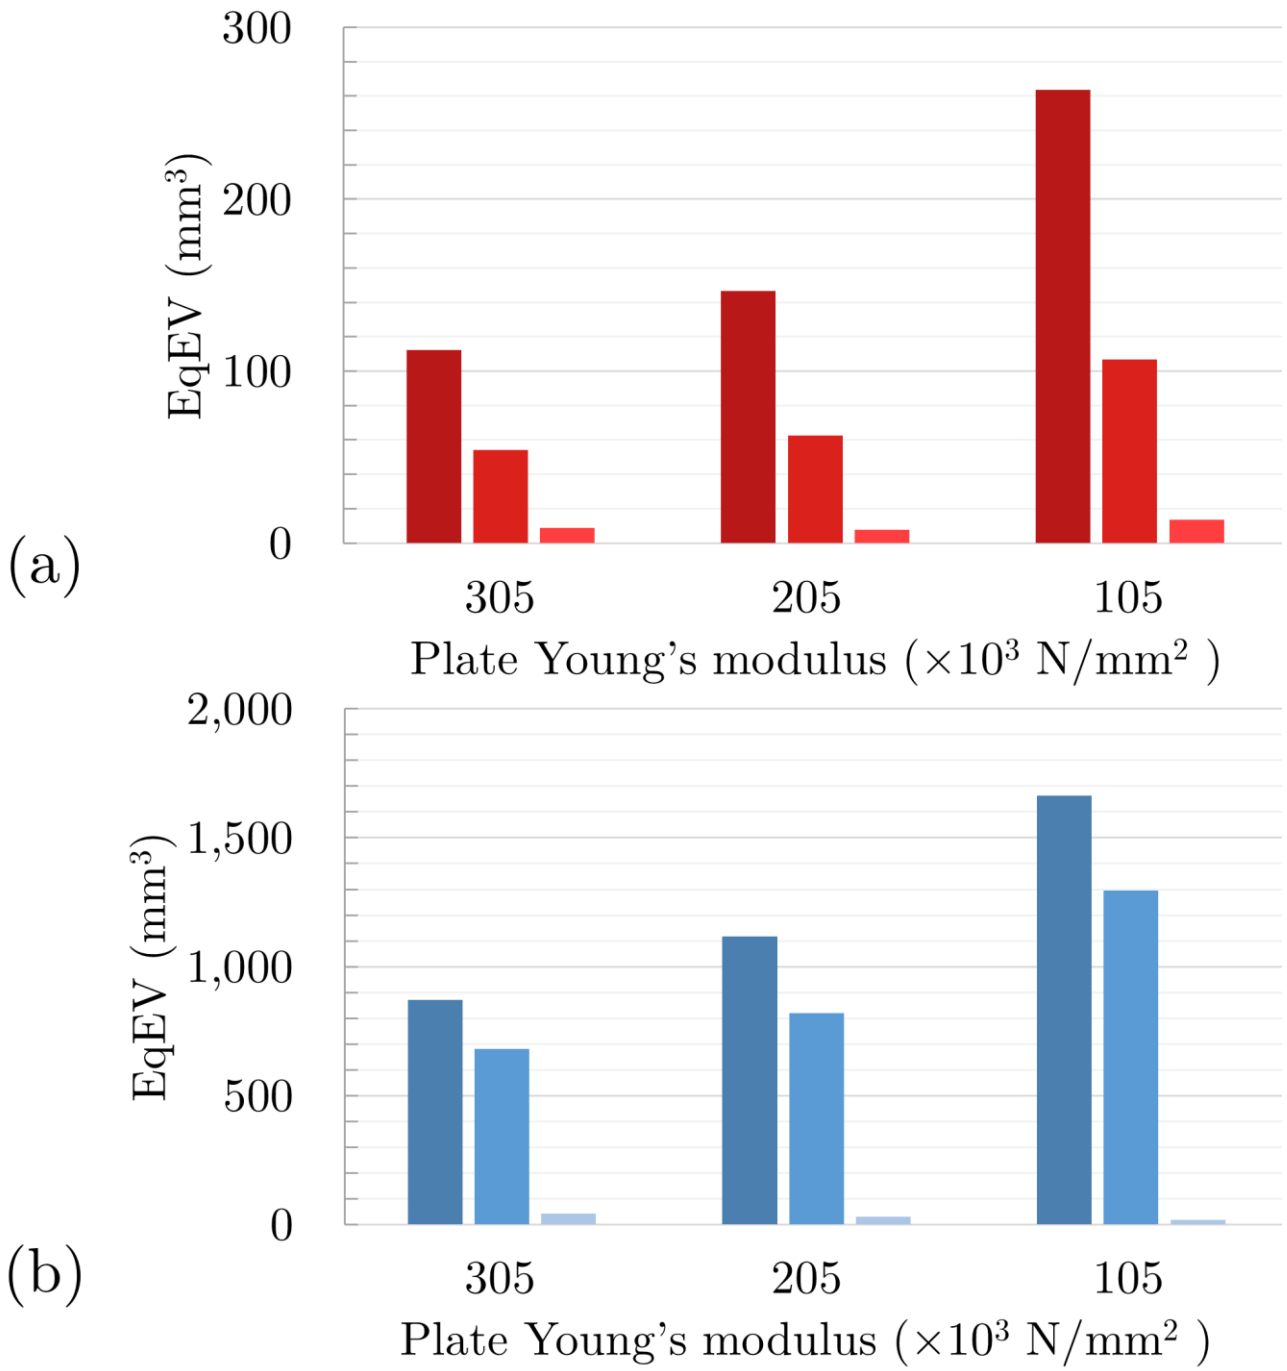 300
200
100
0
EqEV (mm³)
305 205 105
Plate Young's modulus (×10³ N/mm² )
(a)
2,000
1,500
1,000
500
0
EqEV (mm³)
305 205 105
Plate Young's modulus (×10³ N/mm² )
(b)